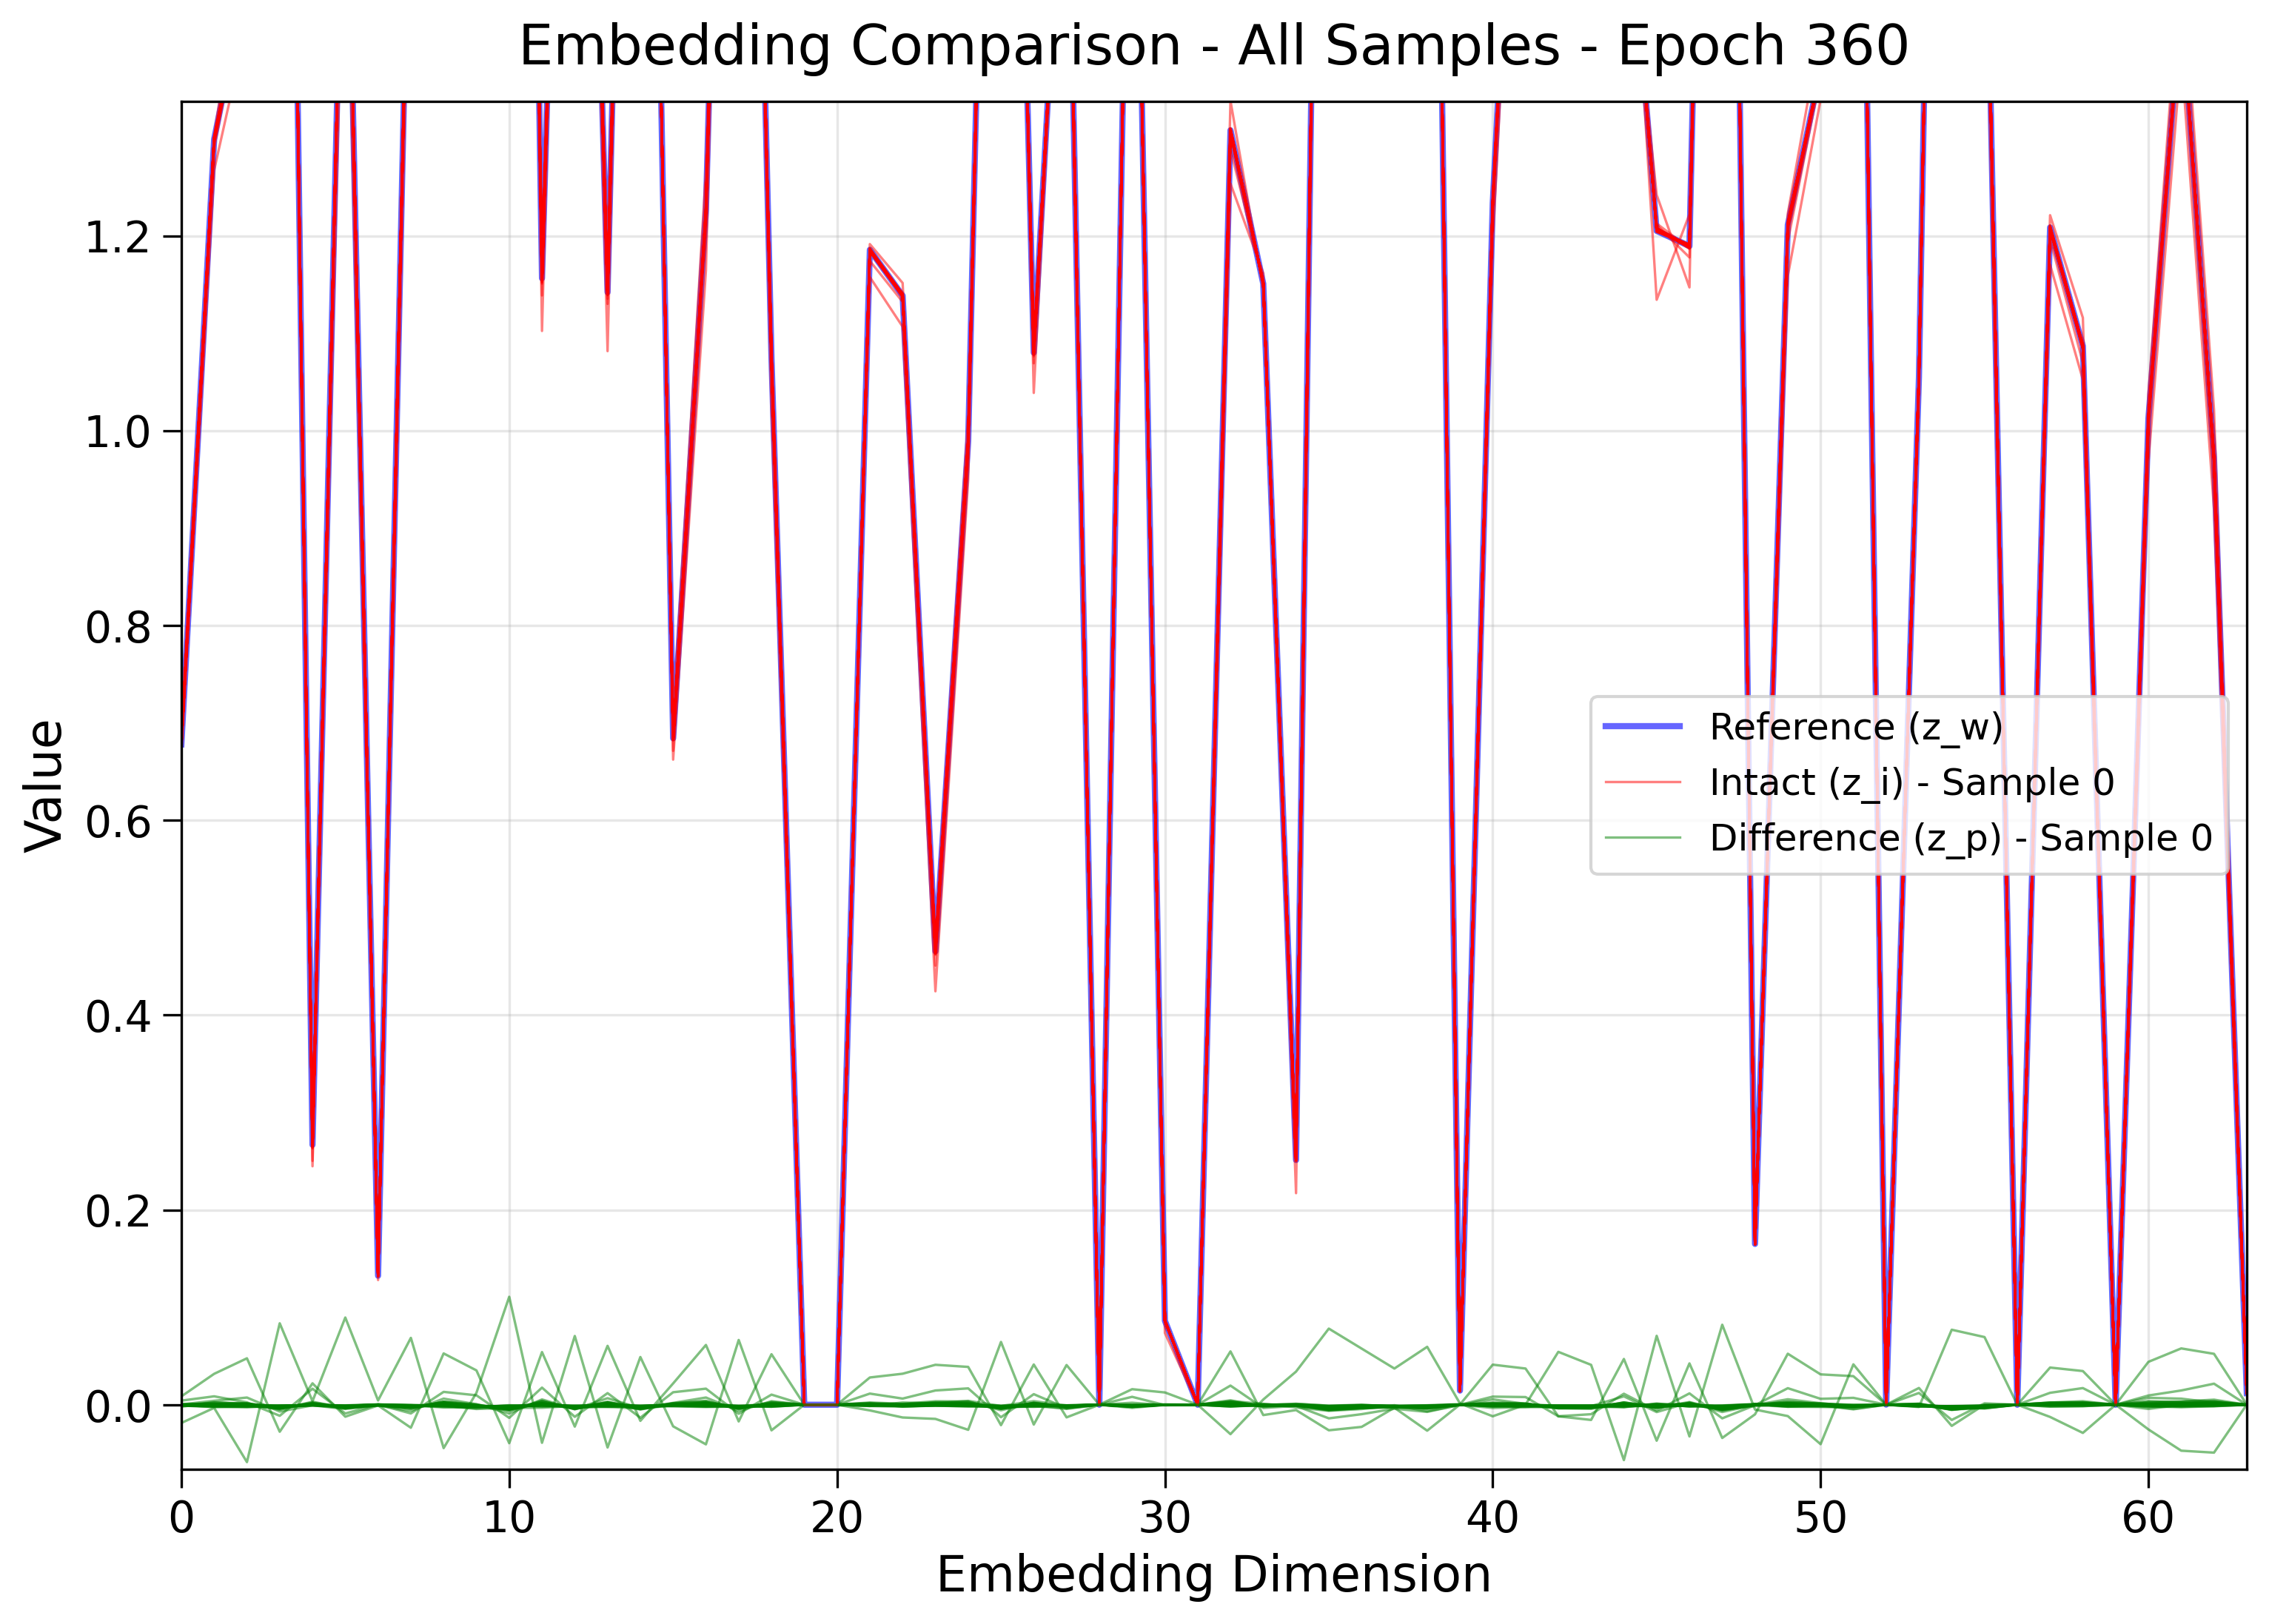 Embedding Comparison - All Samples - Epoch 360
Value
1.2
1.0
0.8
0.6
0.4
0.2
0.0
Reference (z_w)
Intact (z_i) - Sample 0
Difference (z_p) - Sample 0
0 10 20 30 40 50 60
Embedding Dimension